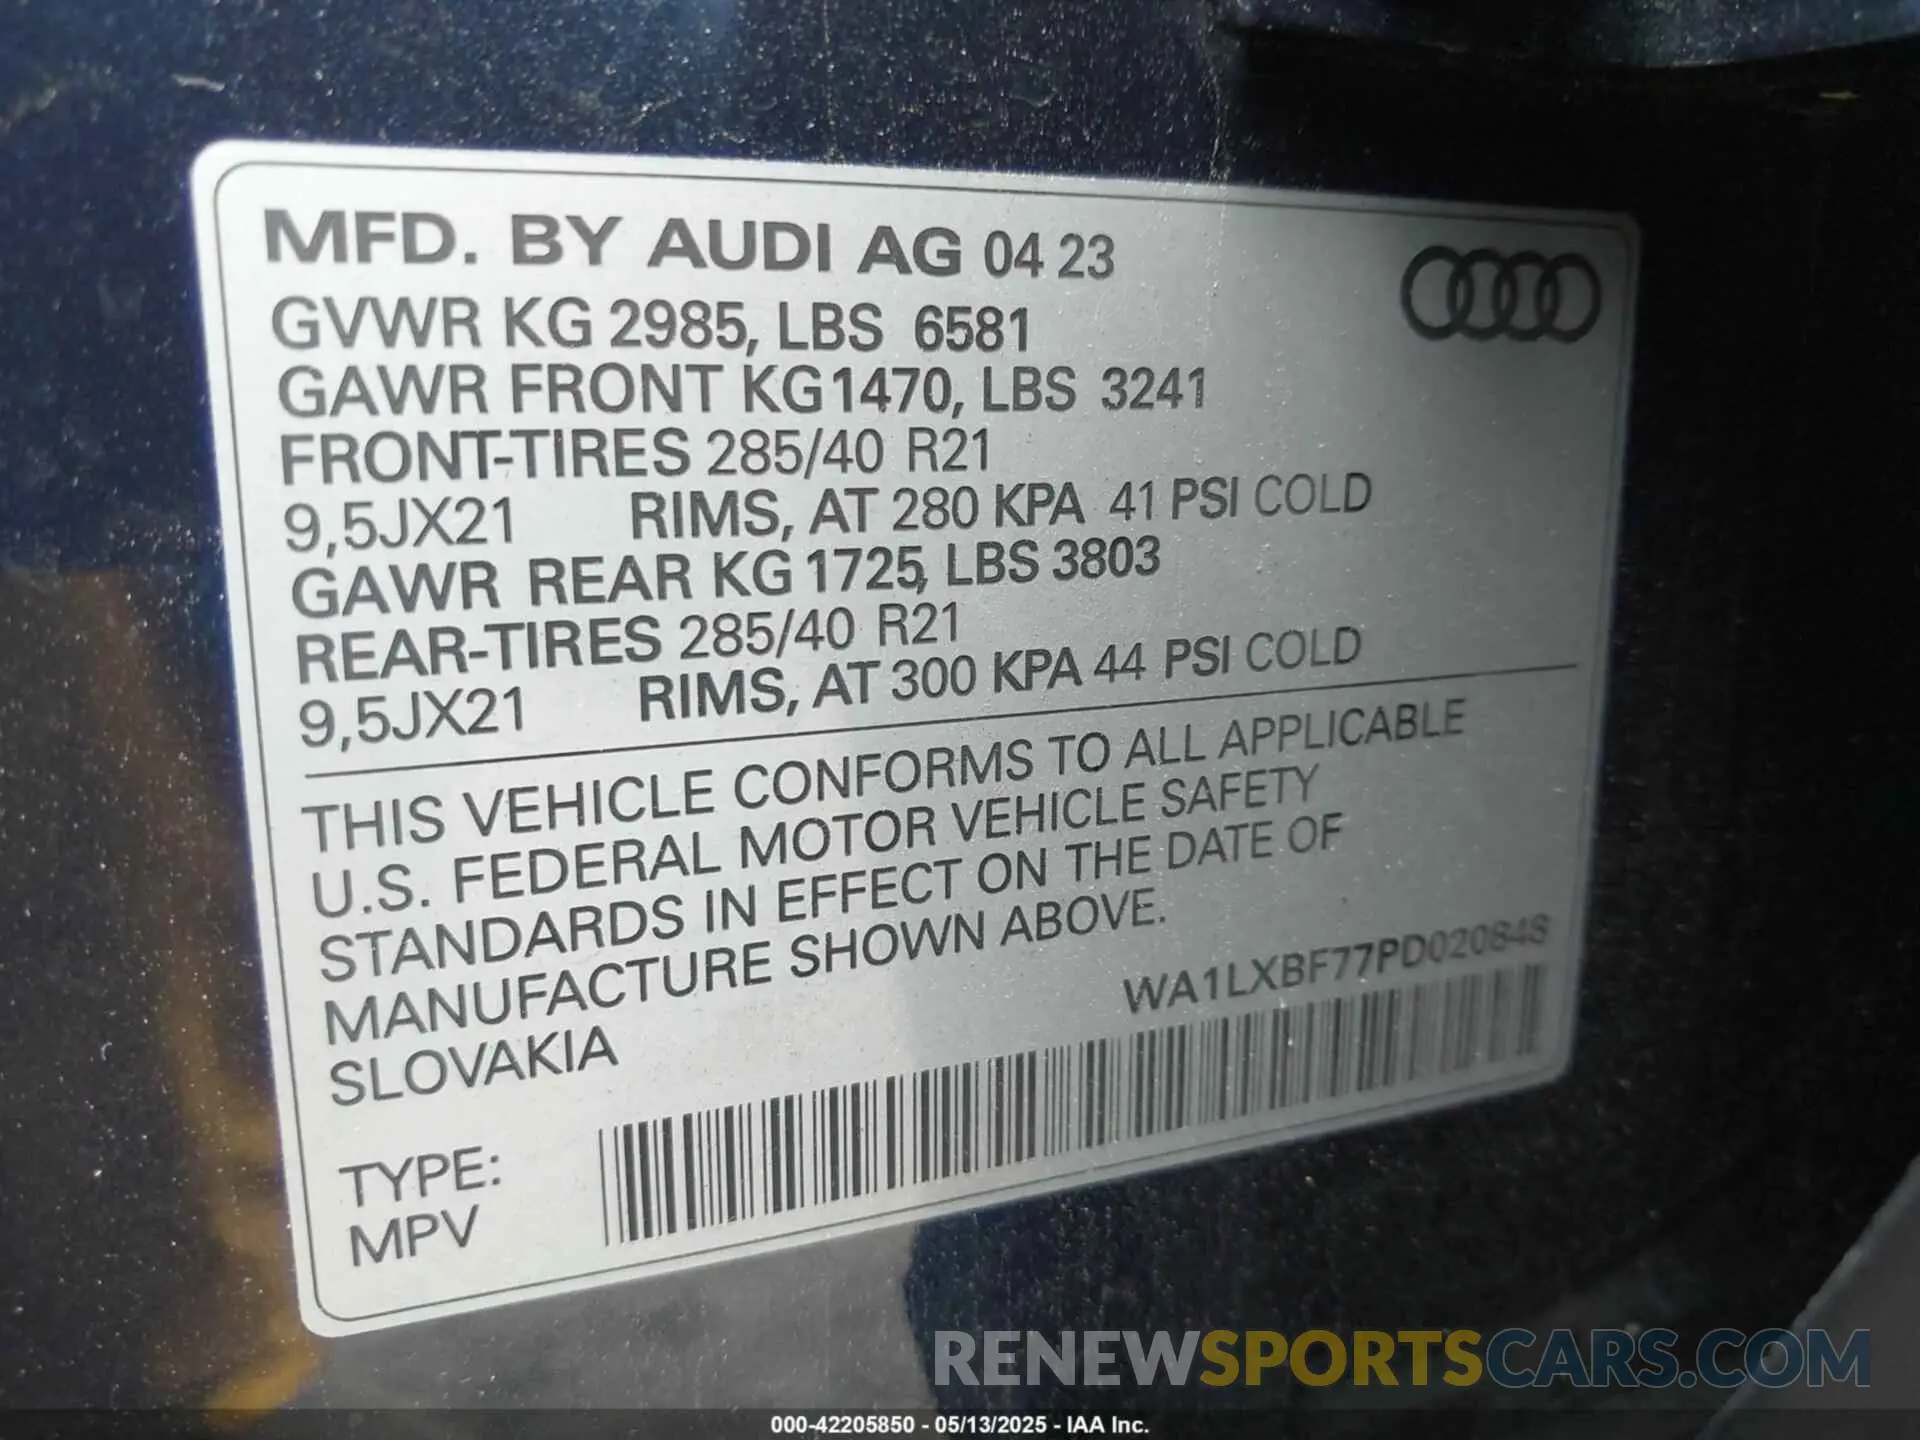 MFD. BY AUDI AG 04 23
GVWR KG 2985, LBS 6581
GAWR FRONT KG1470, LBS 3241
FRONT-TIRES 285/40 R21
9,5JX21 RIMS, AT 280 KPA 41 PSI COLD
GAWR REAR KG 1725, LBS 3803
REAR-TIRES 285/40 R21
9,5JX21 RIMS, AT 300 KPA 44 PSI COLD
THIS VEHICLE CONFORMS TO ALL APPLICABLE
U.S. FEDERAL MOTOR VEHICLE SAFETY
STANDARDS IN EFFECT ON THE DATE OF
MANUFACTURE SHOWN ABOVE.
SLOVAKIA
WA1LXBF77PD020848
TYPE:
MPV
RENEWSPORTSCARS.COM
000-42205850 - 05/13/2025 - IAA Inc.